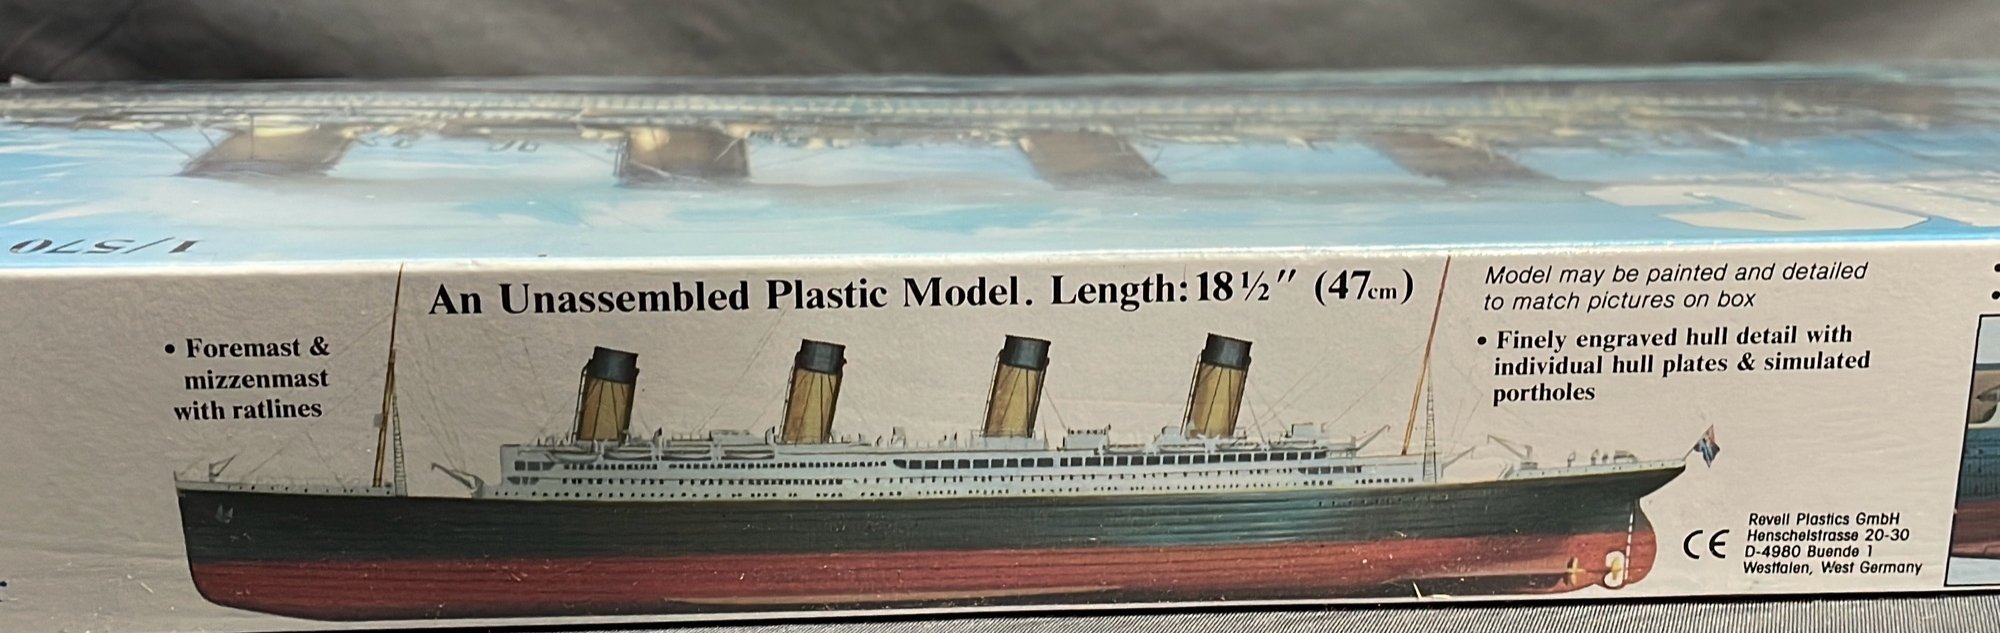 1/570
An Unassembled Plastic Model. Length: 18 ½" (47cm)
• Foremast &
mizzenmast
with ratlines
Model may be painted and detailed
to match pictures on box
• Finely engraved hull detail with
individual hull plates & simulated
portholes
CE
Revell Plastics GmbH
Henschelstrasse 20-30
D-4980 Buende 1
Westfalen, West Germany